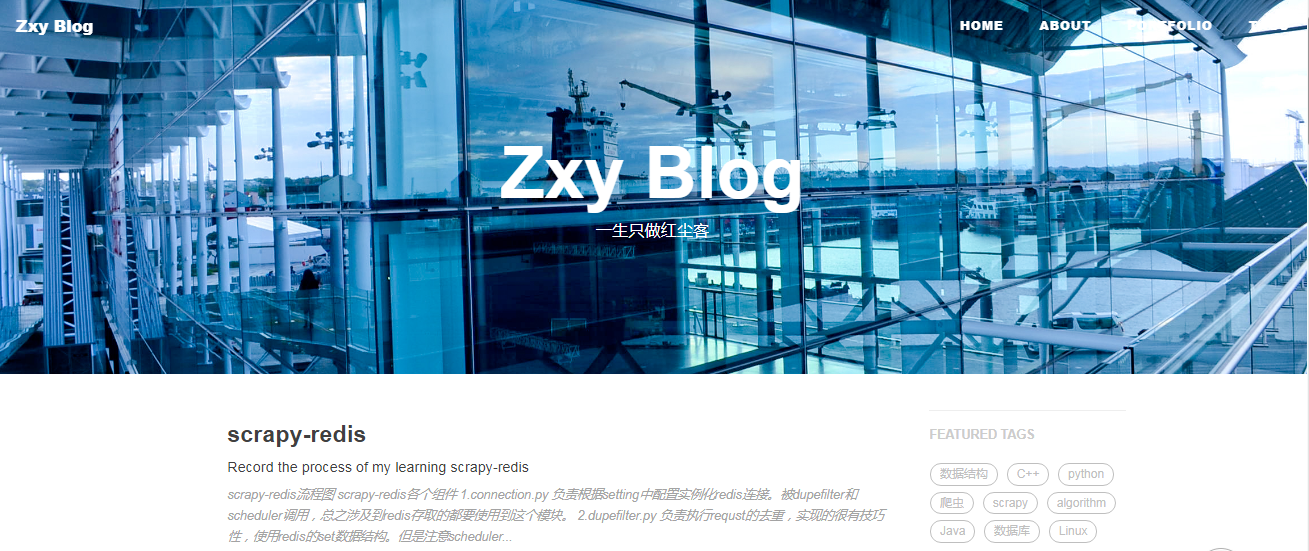 Zxy Blog
HOME ABOUT PORTFOLIO
Zxy Blog
一生只做红尘客
scrapy-redis
Record the process of my learning scrapy-redis
scrapy-redis流程图 scrapy-redis各个组件 1.connection.py 负责根据setting中配置实例化redis连接。被dupefilter和
scheduler调用，总之涉及到redis存取的都要使用到这个模块。 2.dupefilter.py 负责执行requst的去重，实现的很有技巧
性，使用redis的set数据结构。但是注意scheduler...
FEATURED TAGS
数据结构 C++ python
爬虫 scrapy algorithm
Java 数据库 Linux